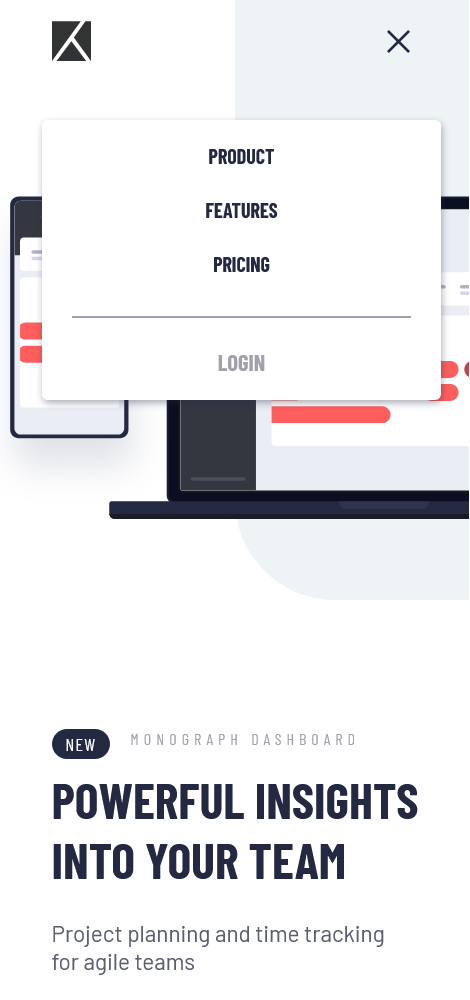 PRODUCT
FEATURES
PRICING
LOGIN
NEW MONOGRAPH DASHBOARD
POWERFUL INSIGHTS
INTO YOUR TEAM
Project planning and time tracking
for agile teams